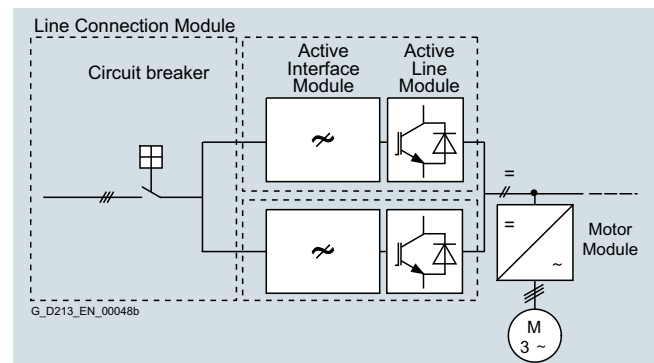 Line Connection Module
Circuit breaker
Active
Interface
Module
Active
Line
Module
=
=
~
Motor
Module
M
3 ~
G_D213_EN_00048b